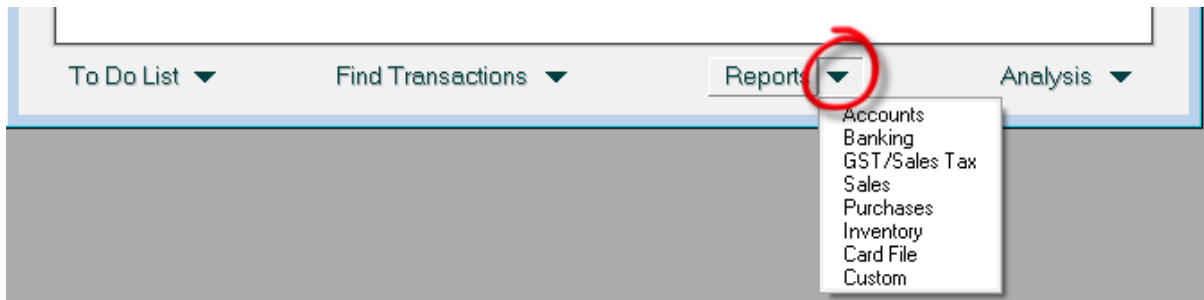 To Do List Find Transactions Reports Analysis
Accounts
Banking
GST/Sales Tax
Sales
Purchases
Inventory
Card File
Custom